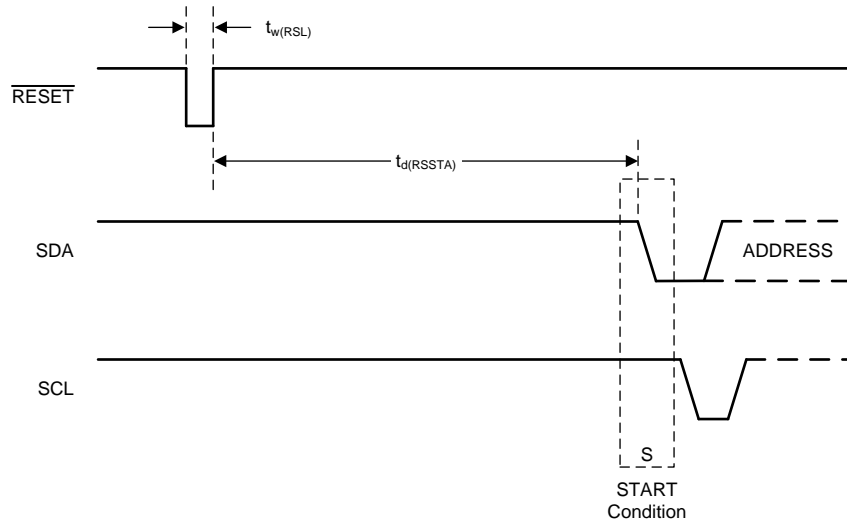 tw(RSL)
RESET
td(RSSTA)
SDA
ADDRESS
SCL
S
START
Condition